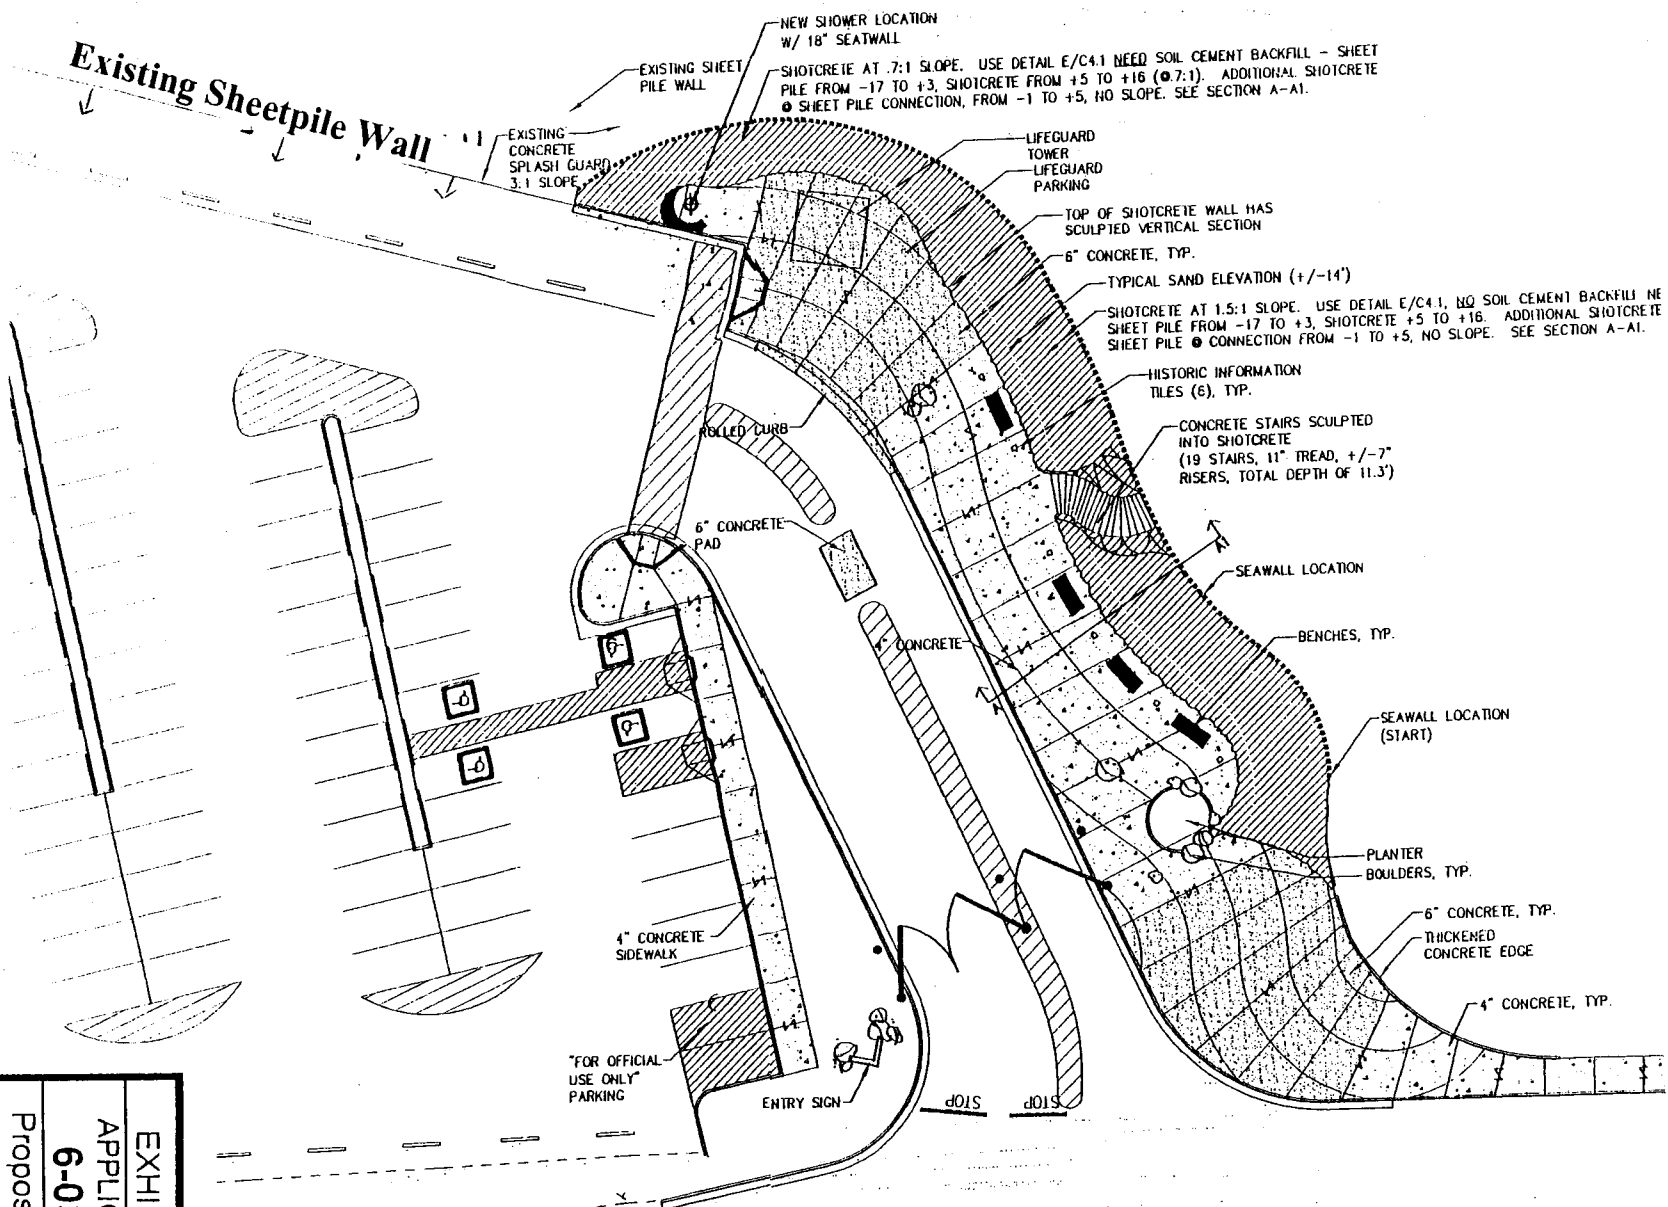 NEW SHOWER LOCATION
W/ 18" SEATWALL
Existing Sheetpile Wall
EXISTING SHEET
PILE WALL
SHOTCRETE AT .7:1 SLOPE. USE DETAIL E/C4.1 NEED SOIL CEMENT BACKFILL - SHEET
PILE FROM -17 TO +3, SHOTCRETE FROM +5 TO +16 (@.7:1). ADDITIONAL SHOTCRETE
@ SHEET PILE CONNECTION, FROM -1 TO +5, NO SLOPE. SEE SECTION A-A1.
EXISTING
CONCRETE
SPLASH GUARD
3:1 SLOPE
LIFEGUARD
TOWER
LIFEGUARD
PARKING
TOP OF SHOTCRETE WALL HAS
SCULPTED VERTICAL SECTION
6" CONCRETE, TYP.
TYPICAL SAND ELEVATION (+/-14')
SHOTCRETE AT 1.5:1 SLOPE. USE DETAIL E/C4.1, NO SOIL CEMENT BACKFILL NE
SHEET PILE FROM -17 TO +3, SHOTCRETE +5 TO +16. ADDITIONAL SHOTCRETE
SHEET PILE @ CONNECTION FROM -1 TO +5, NO SLOPE. SEE SECTION A-A1.
HISTORIC INFORMATION
TILES (6), TYP.
ROLLED CURB
CONCRETE STAIRS SCULPTED
INTO SHOTCRETE
(19 STAIRS, 11" TREAD, +/-7"
RISERS, TOTAL DEPTH OF 11.3')
6" CONCRETE
PAD
A1
SEAWALL LOCATION
4" CONCRETE
BENCHES, TYP.
A
SEAWALL LOCATION
(START)
PLANTER
BOULDERS, TYP.
6" CONCRETE, TYP.
THICKENED
CONCRETE EDGE
4" CONCRETE
SIDEWALK
4" CONCRETE, TYP.
"FOR OFFICIAL
USE ONLY"
PARKING
ENTRY SIGN
STOP
STOP
EXHI
APPLIC
6-0
Propos